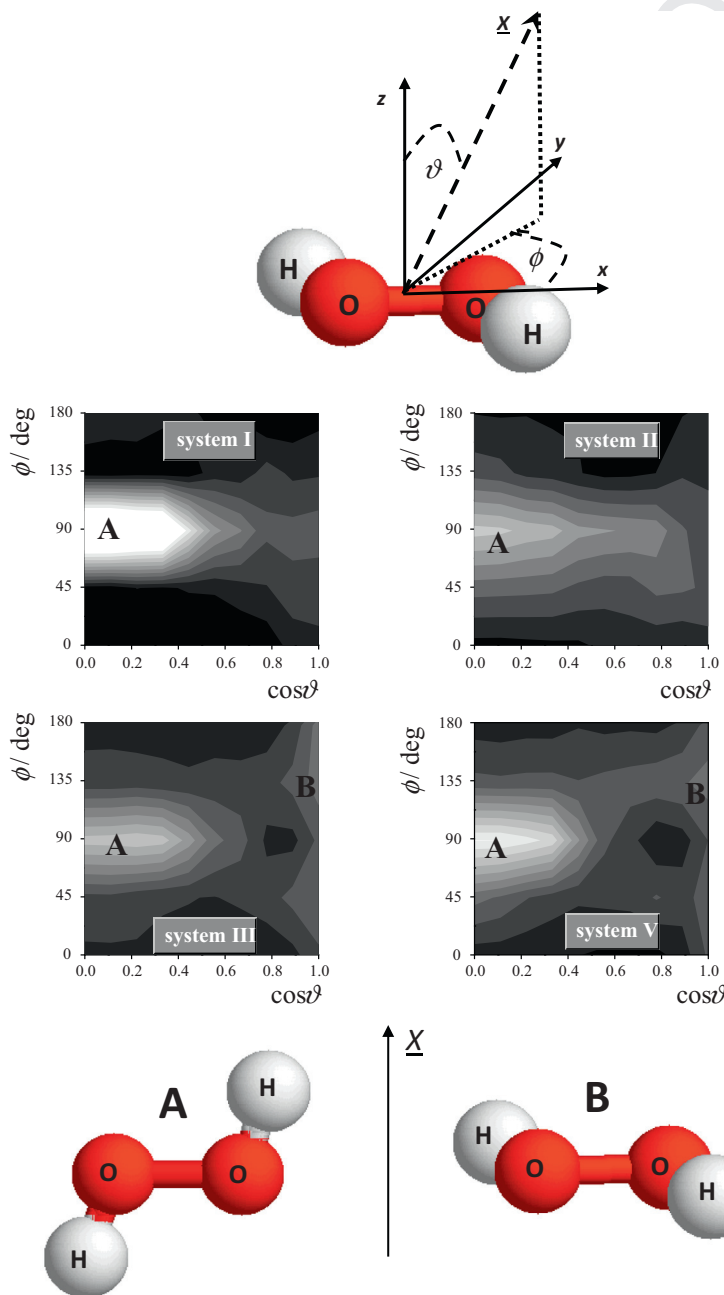 X
z
y
ϑ
ϕ
x
H
O
O
H
ϕ / deg
180
135
90
45
0
system I
A
0.0 0.2 0.4 0.6 0.8 1.0
cosϑ
ϕ / deg
180
135
90
45
0
system II
A
0.0 0.2 0.4 0.6 0.8 1.0
cosϑ
ϕ / deg
180
135
90
45
0
B
A
system III
0.0 0.2 0.4 0.6 0.8 1.0
cosϑ
ϕ / deg
180
135
90
45
0
B
A
system V
0.0 0.2 0.4 0.6 0.8 1.0
cosϑ
X
A
H
O
O
H
B
H
O
O
H